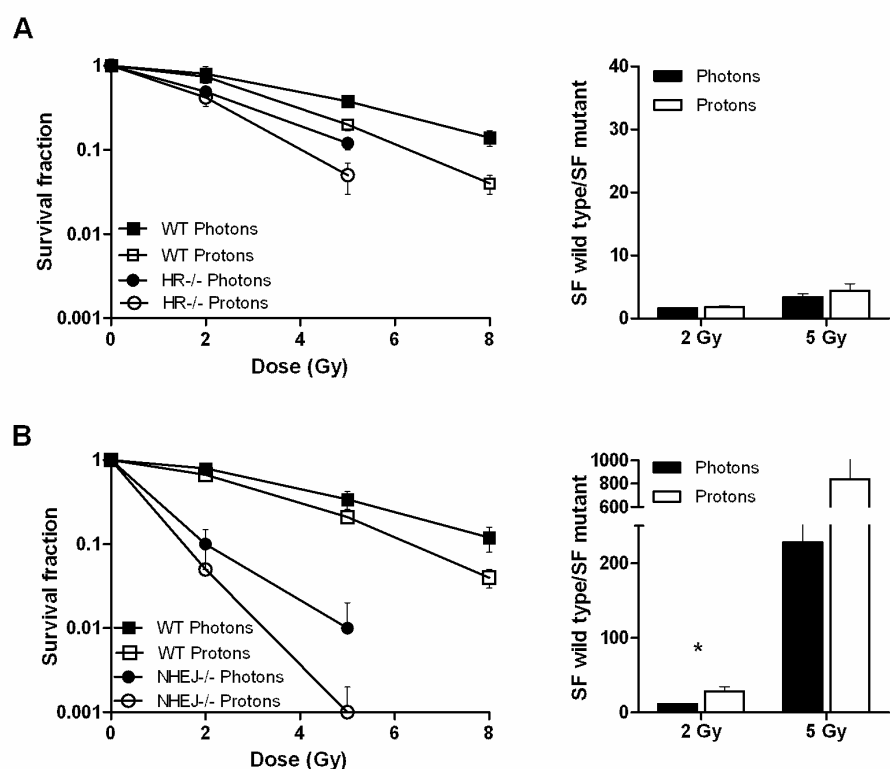 A
Survival fraction
1
0.1
0.01
0.001
WT Photons
WT Protons
HR-/- Photons
HR-/- Protons
0 2 4 6 8
Dose (Gy)
SF wild type/SF mutant
40
30
20
10
0
Photons
Protons
2 Gy 5 Gy
B
Survival fraction
1
0.1
0.01
0.001
WT Photons
WT Protons
NHEJ-/- Photons
NHEJ-/- Protons
0 2 4 6 8
Dose (Gy)
SF wild type/SF mutant
1000
800
600
200
100
0
Photons
Protons
*
2 Gy 5 Gy